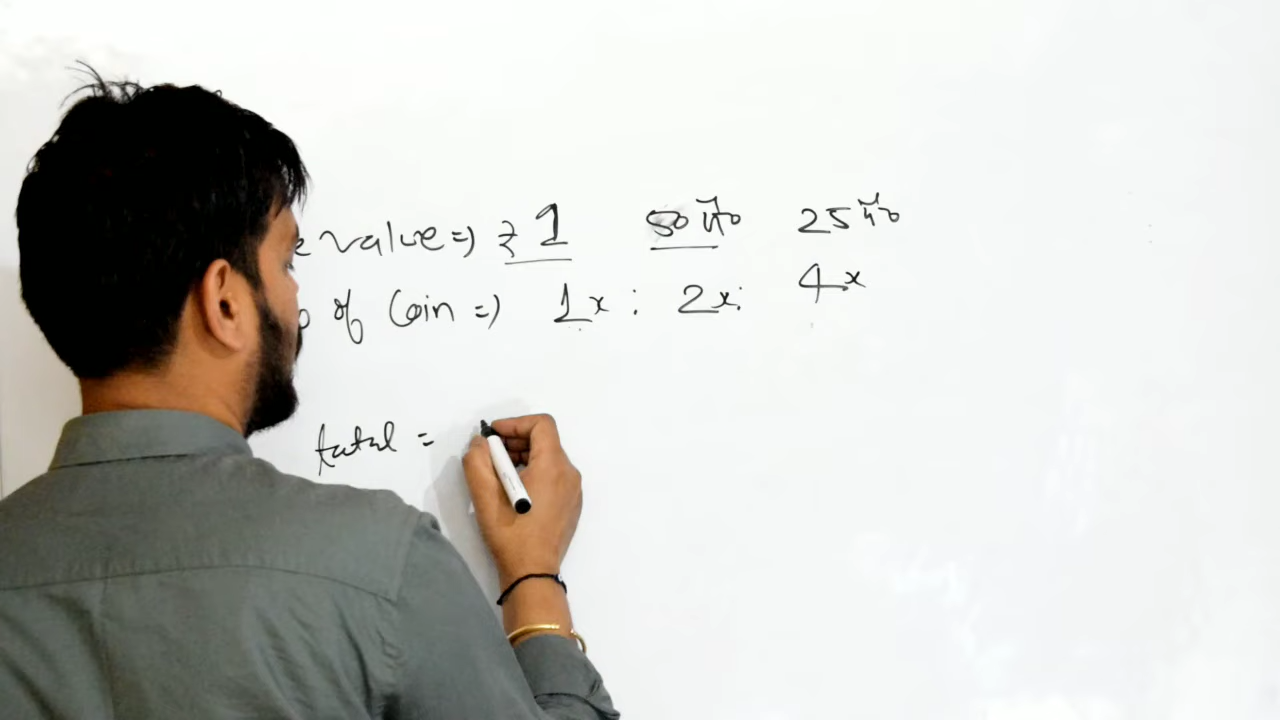 e value => ₹ 1 50 पै० 25 पै०
o of Coin => 1x : 2x : 4x
total =